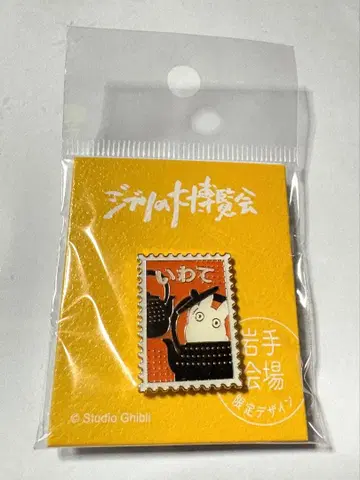 ジブリの大博覧会
いわて
岩手
会場
限定デザイン
© Studio Ghibli